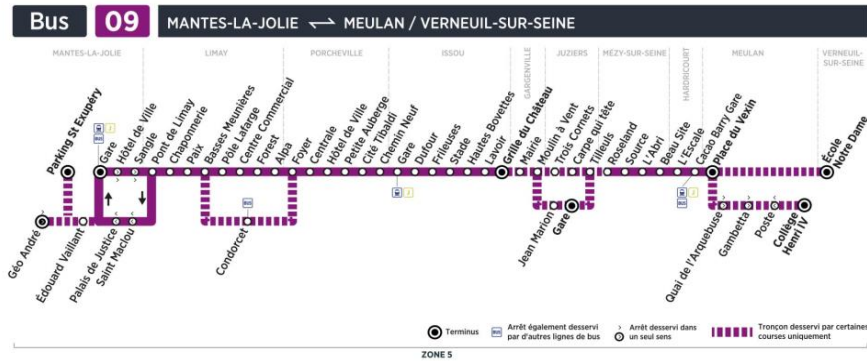 Bus 09 MANTES-LA-JOLIE MEULAN / VERNEUIL-SUR-SEINE
MANTES-LA-JOLIE
LIMAY
PORCHEVILLE
ISSOU
GARGENVILLE
JUZIERS
MÉZY-SUR-SEINE
HARDRICOURT
MEULAN
VERNEUIL-
SUR-SEINE
Parking St Exupéry
Gare
Hôtel de Ville
Sangle
Pont de Limay
Chaponnerie
Paix
Basses Meunières
Pôle Lafarge
Centre Commercial
Forest
Alpa
Foyer
Centrale
Hôtel de Ville
Petite Auberge
Cité Tibaldi
Chemin Neuf
Gare
Dufour
Frileuses
Stade
Hautes Bovettes
Lavoir
Grille du Château
Mairie
Moulin à Vent
Trois Cornets
Carpe qui tête
Tilleuls
Roseland
Source
L'Abri
Beau Site
L'Escale
Cacao Barry Gare
Place du Vexin
École
Notre Dame
BUS
J
Géo André
Édouard Vaillant
Palais de Justice
Saint Maclou
BUS
Condorcet
J
Jean Marion
Gare
BUS
J
Quai de l'Arquebuse
Gambetta
Poste
Collège
Henri IV
Terminus
BUS
Arrêt également desservi
par d'autres lignes de bus
Arrêt desservi dans
un seul sens
Tronçon desservi par certaines
courses uniquement
ZONE 5